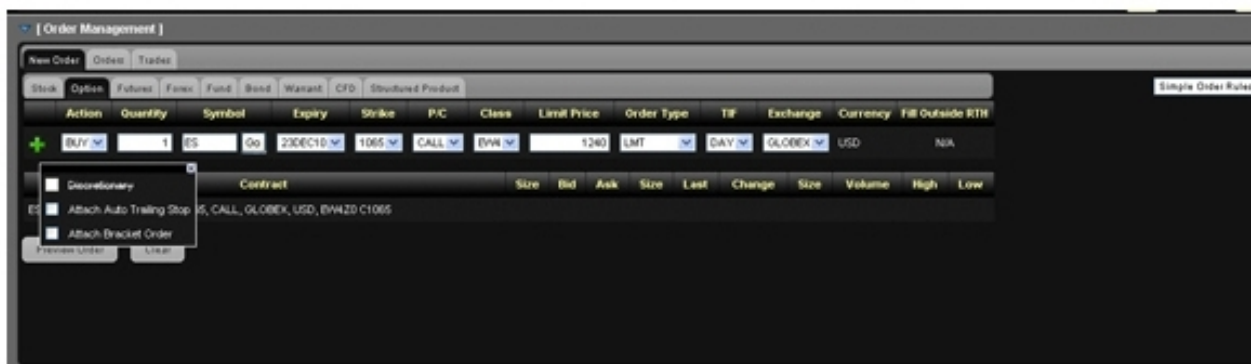 [ Order Management ]
New Order Orders Trades
Stock Option Futures Forex Fund Bond Warrant CFD Structured Product
Simple Order Rules
Action Quantity Symbol Expiry Strike P/C Class Limit Price Order Type TIF Exchange Currency Fill Outside RTH
BUY 1 ES Go 23DEC10 1065 CALL EW4 1240 LMT DAY GLOBEX USD N/A
Discretionary
Contract Size Bid Ask Size Last Change Size Volume High Low
Attach Auto Trailing Stop
CALL, GLOBEX, USD, EW4Z0 C1065
Attach Bracket Order
Preview Order Clear